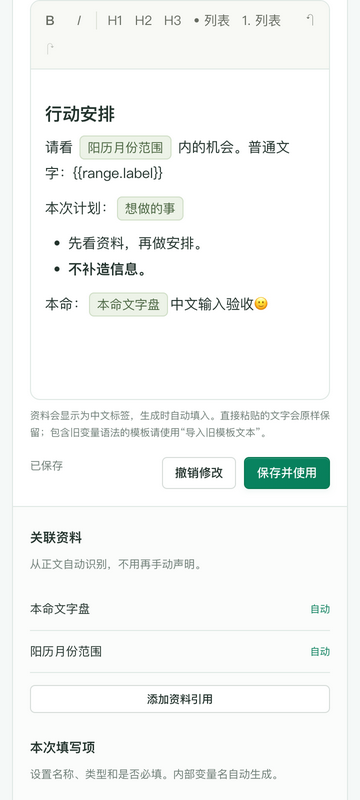 B I H1 H2 H3 • 列表 1. 列表
行动安排
请看 阳历月份范围 内的机会。普通文
字：{{range.label}}
本次计划： 想做的事
• 先看资料，再做安排。
• 不补造信息。
本命： 本命文字盘 中文输入验收😊
资料会显示为中文标签，生成时自动填入。直接粘贴的文字会原样保
留；包含旧变量语法的模板请使用“导入旧模板文本”。
已保存 撤销修改 保存并使用
关联资料
从正文自动识别，不用再手动声明。
本命文字盘 自动
阳历月份范围 自动
添加资料引用
本次填写项
设置名称、类型和是否必填。内部变量名自动生成。